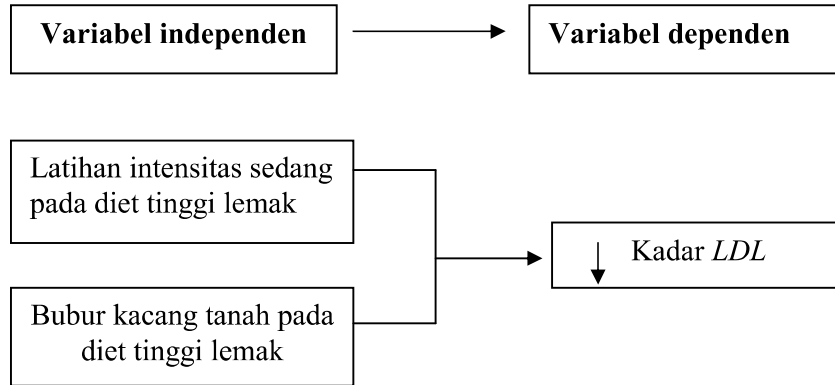 Variabel independen
Variabel dependen
Latihan intensitas sedang
pada diet tinggi lemak
Kadar LDL
Bubur kacang tanah pada
diet tinggi lemak